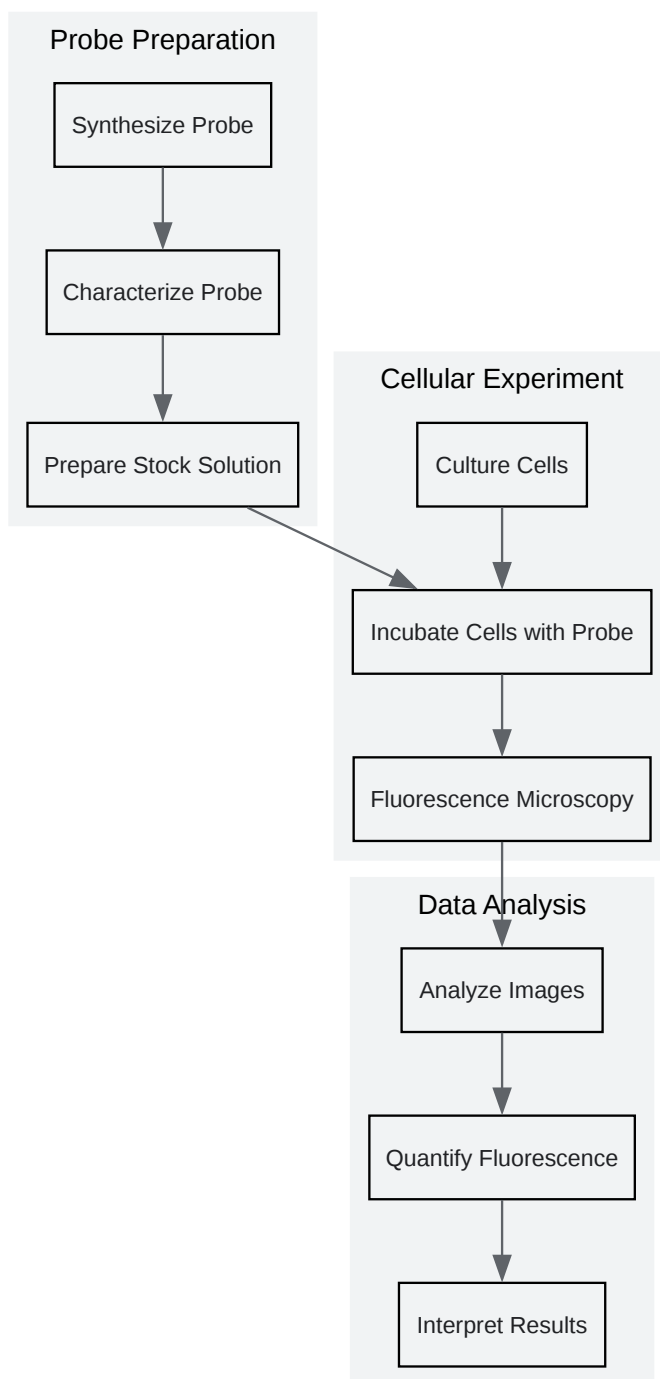 Probe Preparation
Synthesize Probe
Characterize Probe
Prepare Stock Solution
Cellular Experiment
Culture Cells
Incubate Cells with Probe
Fluorescence Microscopy
Data Analysis
Analyze Images
Quantify Fluorescence
Interpret Results